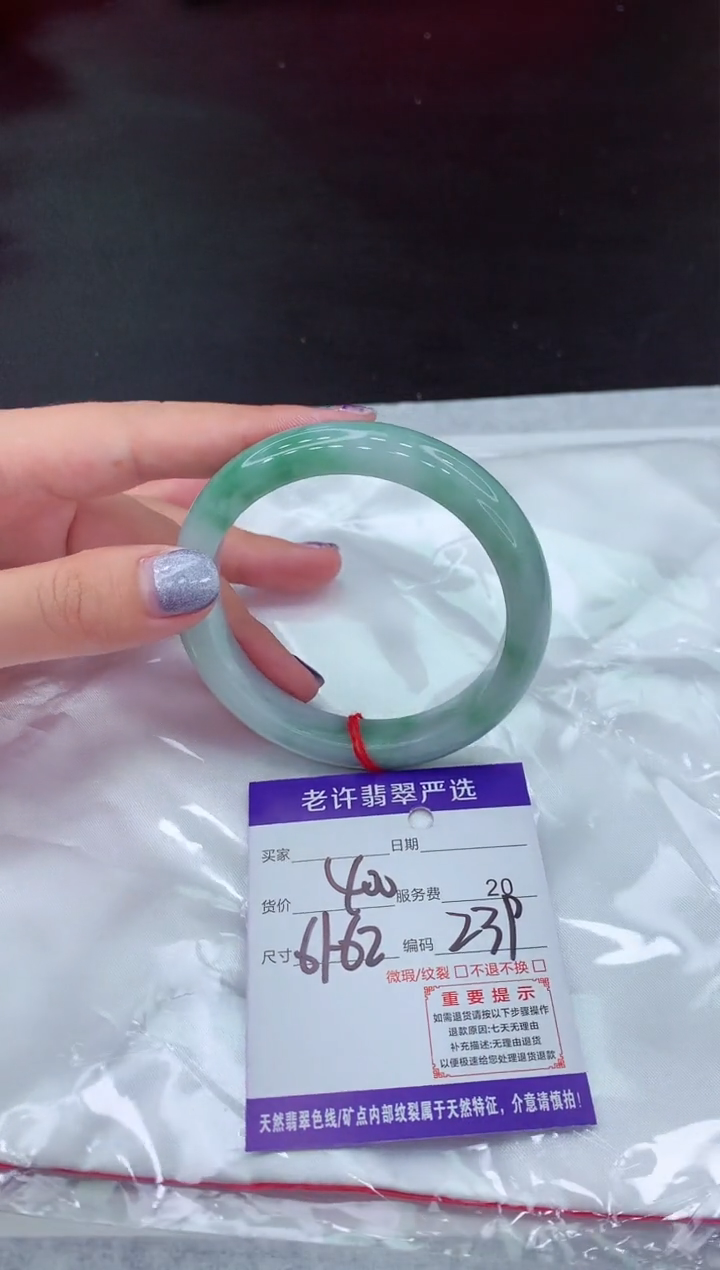 老许翡翠严选
买家 日期
货价 400 服务费 20
尺寸 61-62 编码 23P
微瑕/纹裂 □ 不退不换 □
重要提示
如需退货请按以下步骤操作
退款原因:七天无理由
补充描述:无理由退货
以便极速给您处理退货退款
天然翡翠色线/矿点内部纹裂属于天然特征，介意请慎拍!